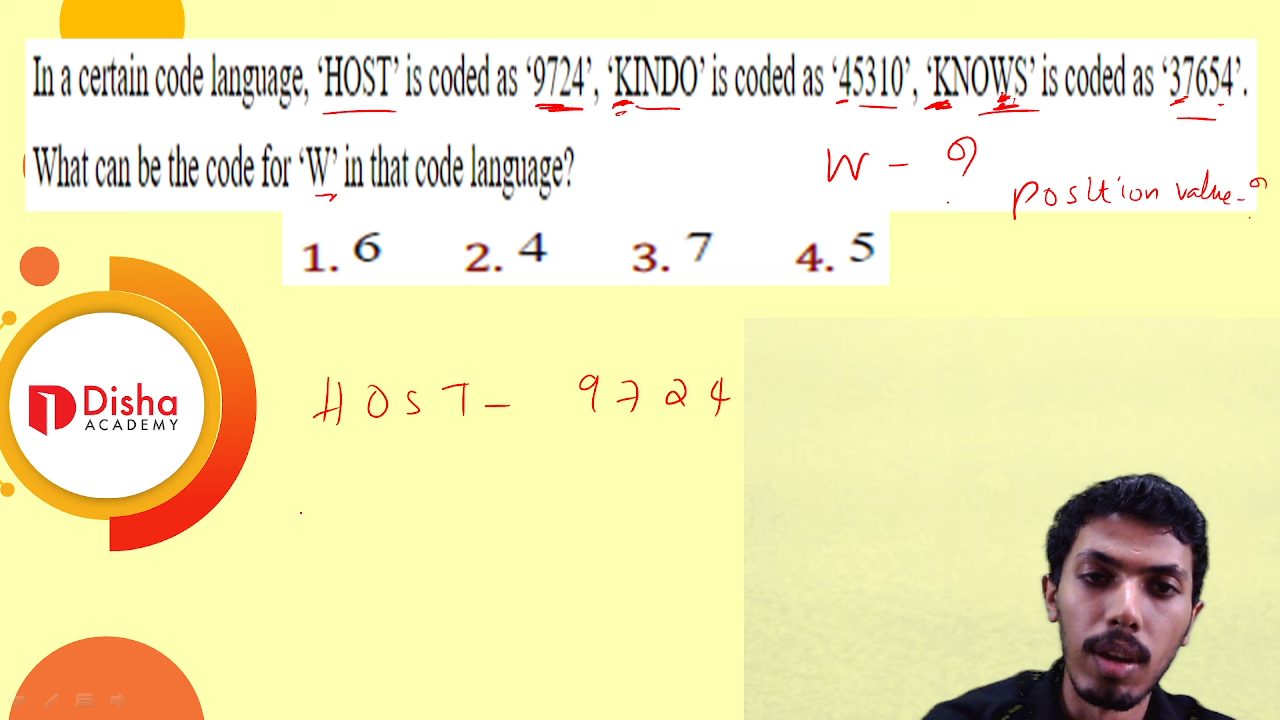 In a certain code language, ‘HOST’ is coded as ‘9724’, ‘KINDO’ is coded as ‘45310’, ‘KNOWS’ is coded as ‘37654’.
What can be the code for ‘W’ in that code language?
W - ?
Position value - ?
1. 6 2. 4 3. 7 4. 5
Disha
ACADEMY
HOST - 9724